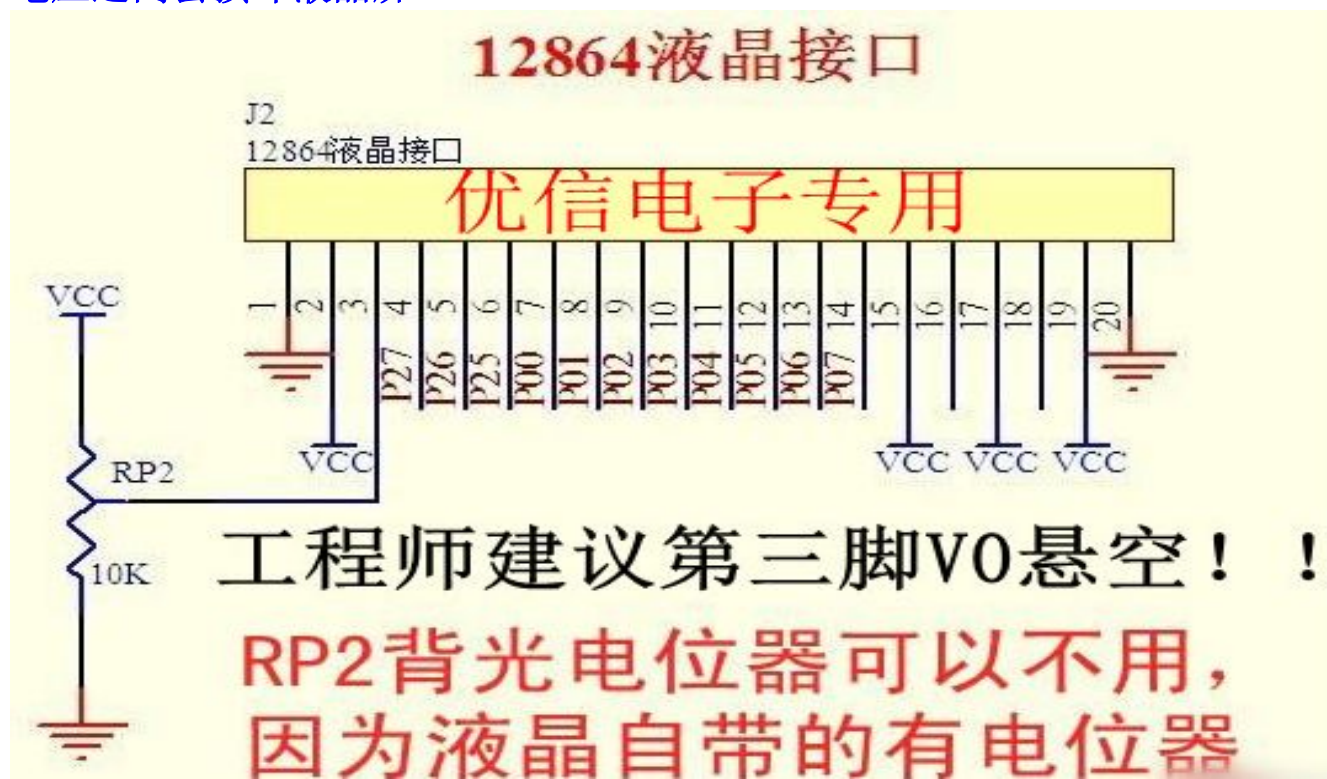 12864液晶接口
J2
12864液晶接口
优信电子专用
VCC
1 2 3 4 5 6 7 8 9 10 11 12 13 14 15 16 17 18 19 20
P27 P26 P25 P00 P01 P02 P03 P04 P05 P06 P07
VCC VCC VCC VCC
RP2
10K
工程师建议第三脚V0悬空！！
RP2背光电位器可以不用，
因为液晶自带的有电位器